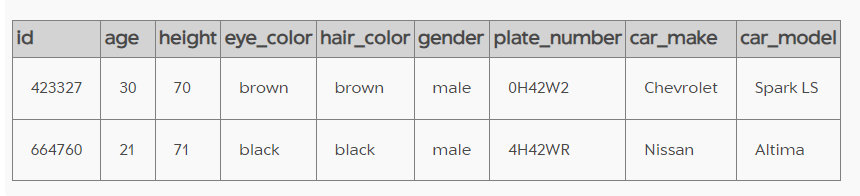 id age height eye_color hair_color gender plate_number car_make car_model
423327 30 70 brown brown male 0H42W2 Chevrolet Spark LS
664760 21 71 black black male 4H42WR Nissan Altima